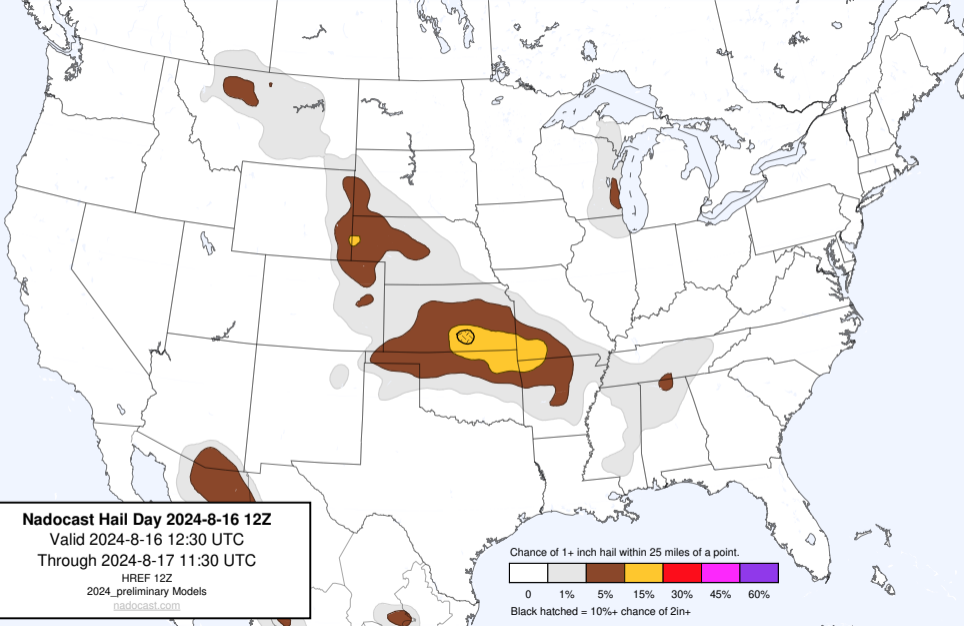 Nadocast Hail Day 2024-8-16 12Z
Valid 2024-8-16 12:30 UTC
Through 2024-8-17 11:30 UTC
HREF 12Z
2024_preliminary Models
nadocast.com
Chance of 1+ inch hail within 25 miles of a point.
0 1% 5% 15% 30% 45% 60%
Black hatched = 10%+ chance of 2in+